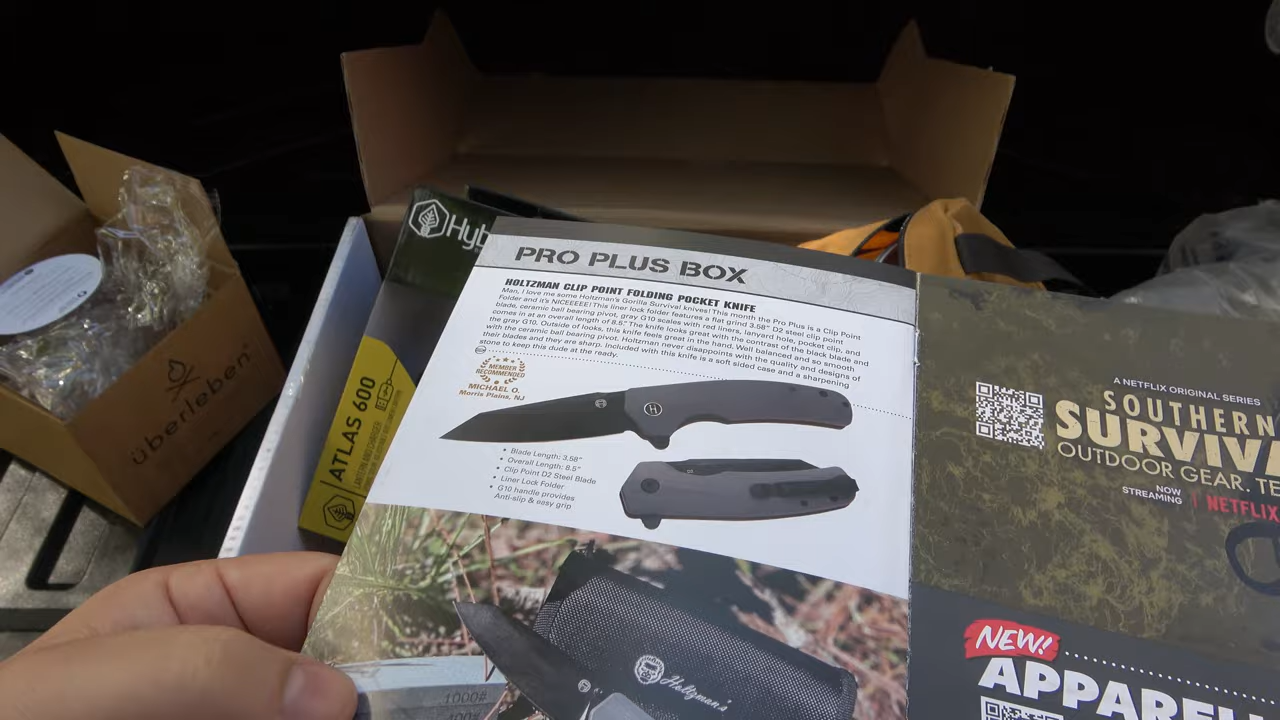 PRO PLUS BOX
HOLTZMAN CLIP POINT FOLDING POCKET KNIFE
Man, I love me some Holtzman's Gorilla Survival knives! This month the Pro Plus is a Clip Point
Folder and it's NICEEEEE! This liner lock folder features a flat grind 3.58" D2 steel clip point
blade, ceramic ball bearing pivot, gray G10 scales with red liners, lanyard hole, pocket clip, and
comes in at an overall length of 8.5." The knife looks great with the contrast of the black blade and
the gray G10. Outside of looks, this knife feels great in the hand. Well balanced and so smooth
with the ceramic ball bearing pivot. Holtzman never disappoints with the quality and designs of
their blades and they are sharp. Included with this knife is a soft sided case and a sharpening
stone to keep this dude at the ready.
MEMBER
RECOMMENDED
MICHAEL O.
Morris Plains, NJ
H
• Blade Length: 3.58"
• Overall Length: 8.5"
• Clip Point D2 Steel Blade
• Liner Lock Folder
• G10 handle provides
Anti-slip & easy grip
Holtzman's
1000#
Hyb
ATLAS 600
überleben
A NETFLIX ORIGINAL SERIES
SOUTHERN
SURVIVA
OUTDOOR GEAR. TE
NOW
STREAMING
NETFLIX
NEW!
APPAREL